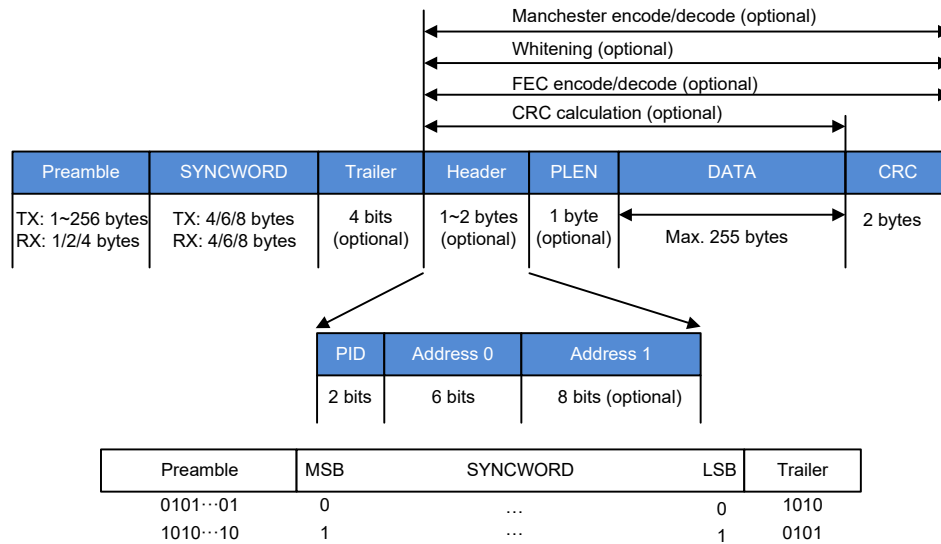 Manchester encode/decode (optional)
Whitening (optional)
FEC encode/decode (optional)
CRC calculation (optional)
Preamble SYNCWORD Trailer Header PLEN DATA CRC
TX: 1~256 bytes TX: 4/6/8 bytes 4 bits 1~2 bytes 1 byte 2 bytes
RX: 1/2/4 bytes RX: 4/6/8 bytes (optional) (optional) (optional) Max. 255 bytes
PID Address 0 Address 1
2 bits 6 bits 8 bits (optional)
Preamble MSB SYNCWORD LSB Trailer
0101···01 0 ... 0 1010
1010···10 1 ... 1 0101